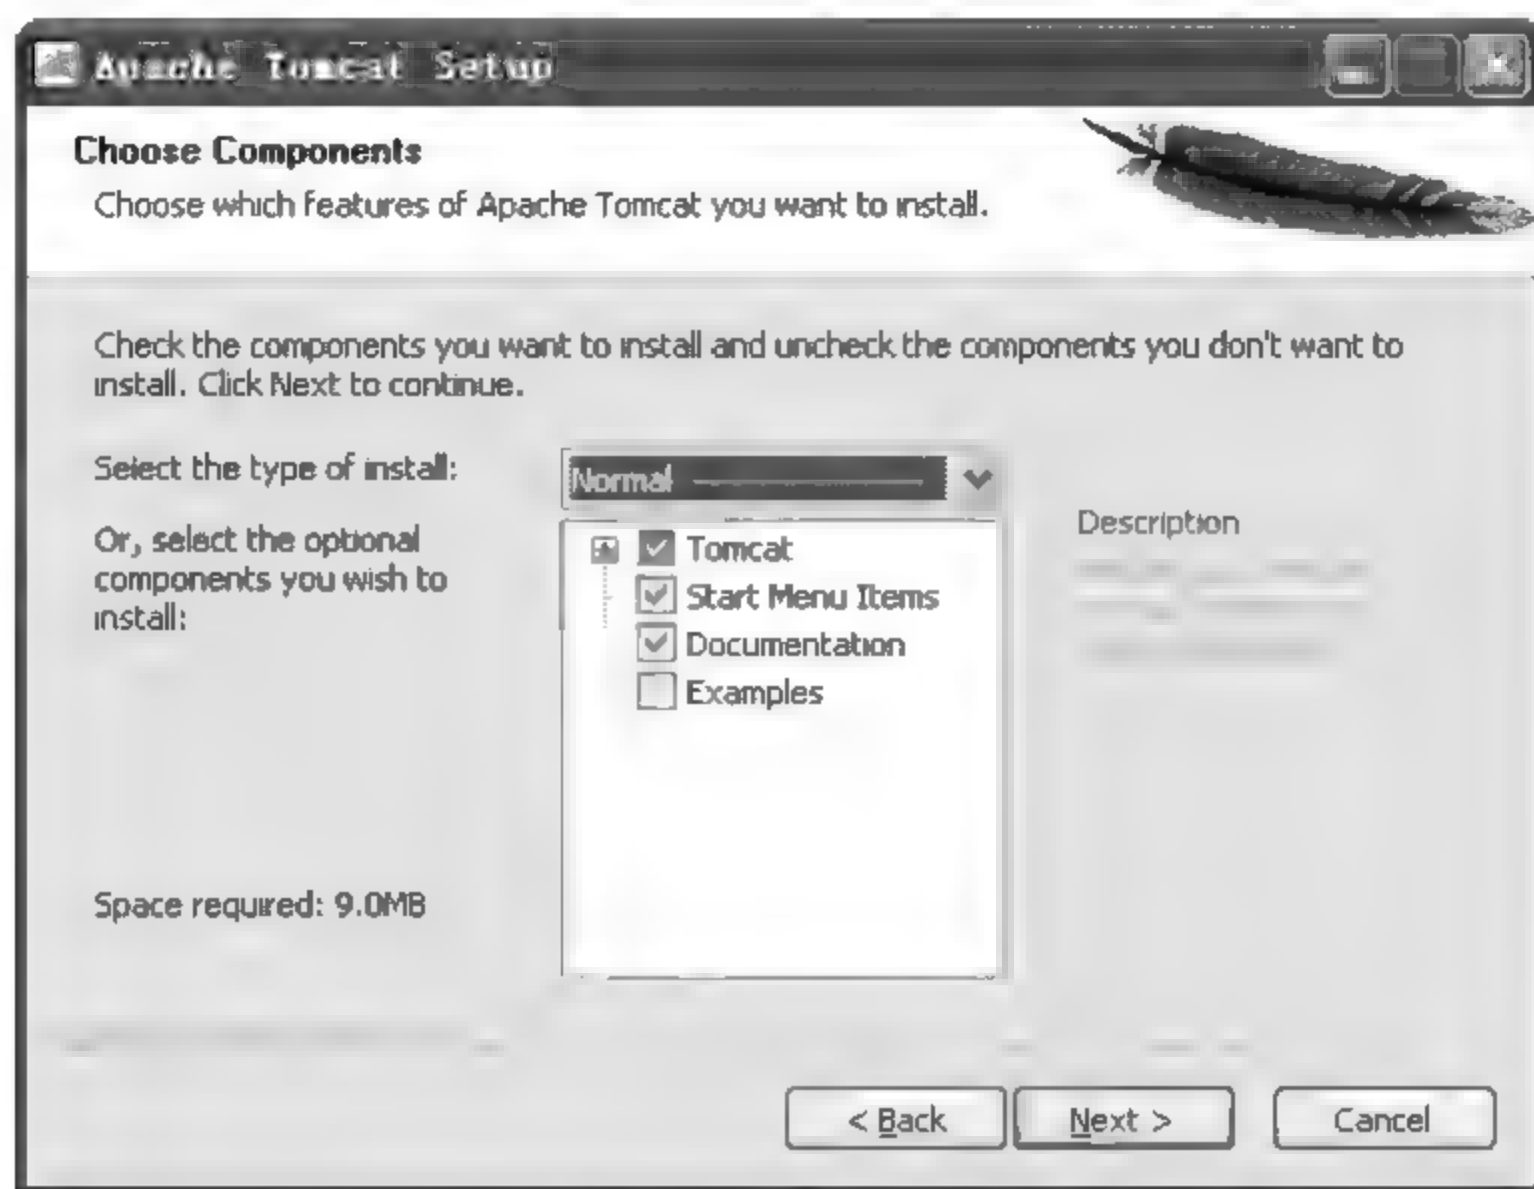 Apache Tomcat Setup
Choose Components
Choose which features of Apache Tomcat you want to install.
Check the components you want to install and uncheck the components you don't want to
install. Click Next to continue.
Select the type of install:
Normal
Or, select the optional
components you wish to
install:
Tomcat
Start Menu Items
Documentation
Examples
Description
Space required: 9.0MB
< Back
Next >
Cancel